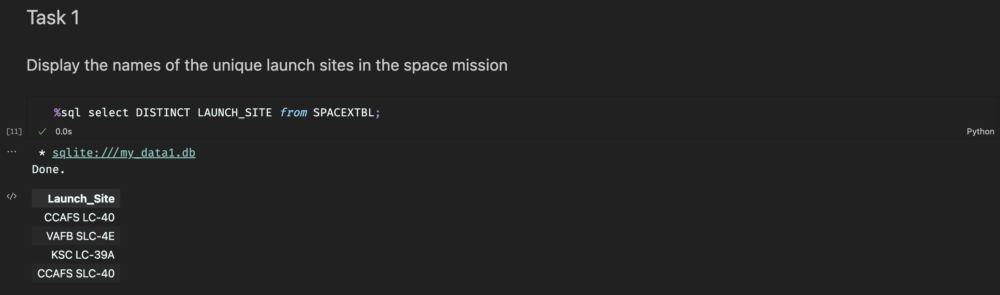 Task 1
Display the names of the unique launch sites in the space mission
%sql select DISTINCT LAUNCH_SITE from SPACEXTBL;
[11]
0.0s
Python
* sqlite:///my_data1.db
Done.
Launch_Site
CCAFS LC-40
VAFB SLC-4E
KSC LC-39A
CCAFS SLC-40